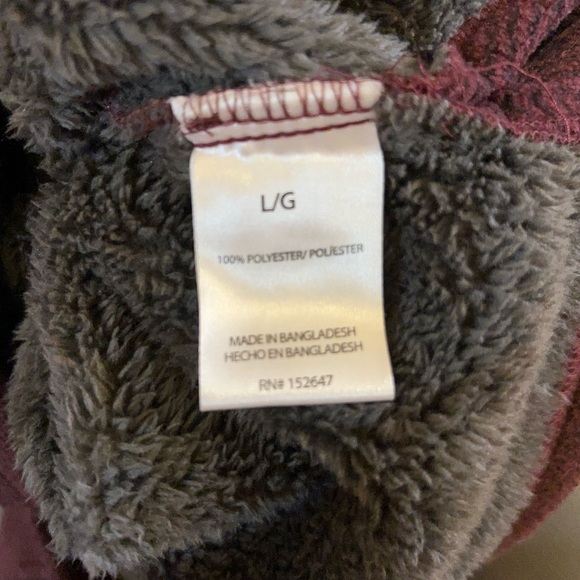 L/G
100% POLYESTER/ POLIESTER
MADE IN BANGLADESH
HECHO EN BANGLADESH
RN# 152647